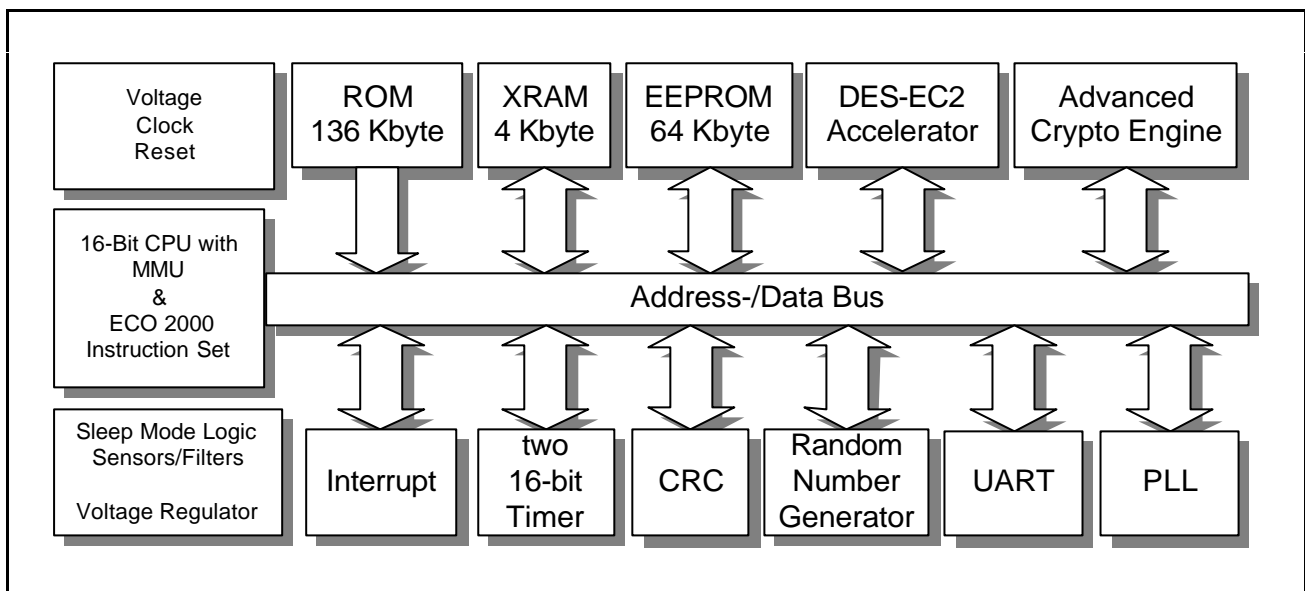 Voltage
Clock
Reset
ROM
136 Kbyte
XRAM
4 Kbyte
EEPROM
64 Kbyte
DES-EC2
Accelerator
Advanced
Crypto Engine
16-Bit CPU with
MMU
&
ECO 2000
Instruction Set
Address-/Data Bus
Sleep Mode Logic
Sensors/Filters
Voltage Regulator
Interrupt
two
16-bit
Timer
CRC
Random
Number
Generator
UART
PLL